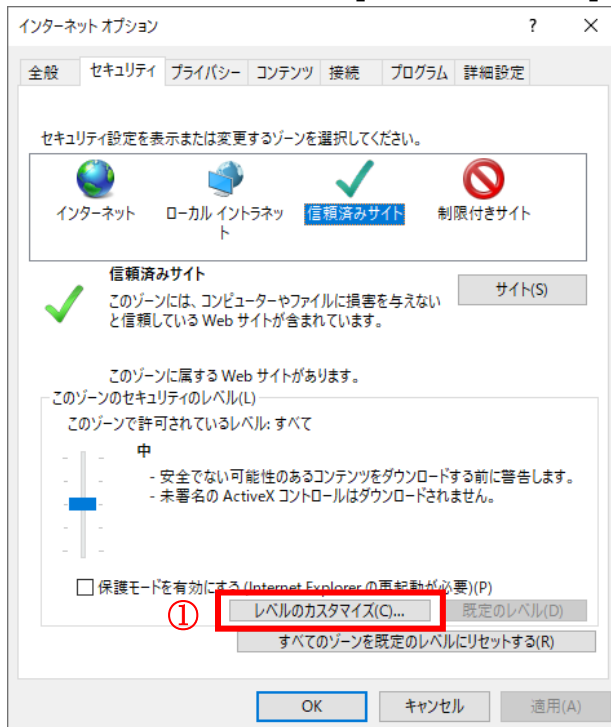 インターネット オプション
?
×
全般 セキュリティ プライバシー コンテンツ 接続 プログラム 詳細設定
セキュリティ設定を表示または変更するゾーンを選択してください。
インターネット ローカル イントラネッ 信頼済みサイト 制限付きサイト
ト
信頼済みサイト
サイト(S)
このゾーンには、コンピューターやファイルに損害を与えない
と信頼している Web サイトが含まれています。
このゾーンに属する Web サイトがあります。
このゾーンのセキュリティのレベル(L)
このゾーンで許可されているレベル: すべて
中
- 安全でない可能性のあるコンテンツをダウンロードする前に警告します。
- 未署名の ActiveX コントロールはダウンロードされません。
保護モードを有効にする (Internet Explorer の再起動が必要)(P)
① レベルのカスタマイズ(C)... 既定のレベル(D)
すべてのゾーンを既定のレベルにリセットする(R)
OK キャンセル 適用(A)